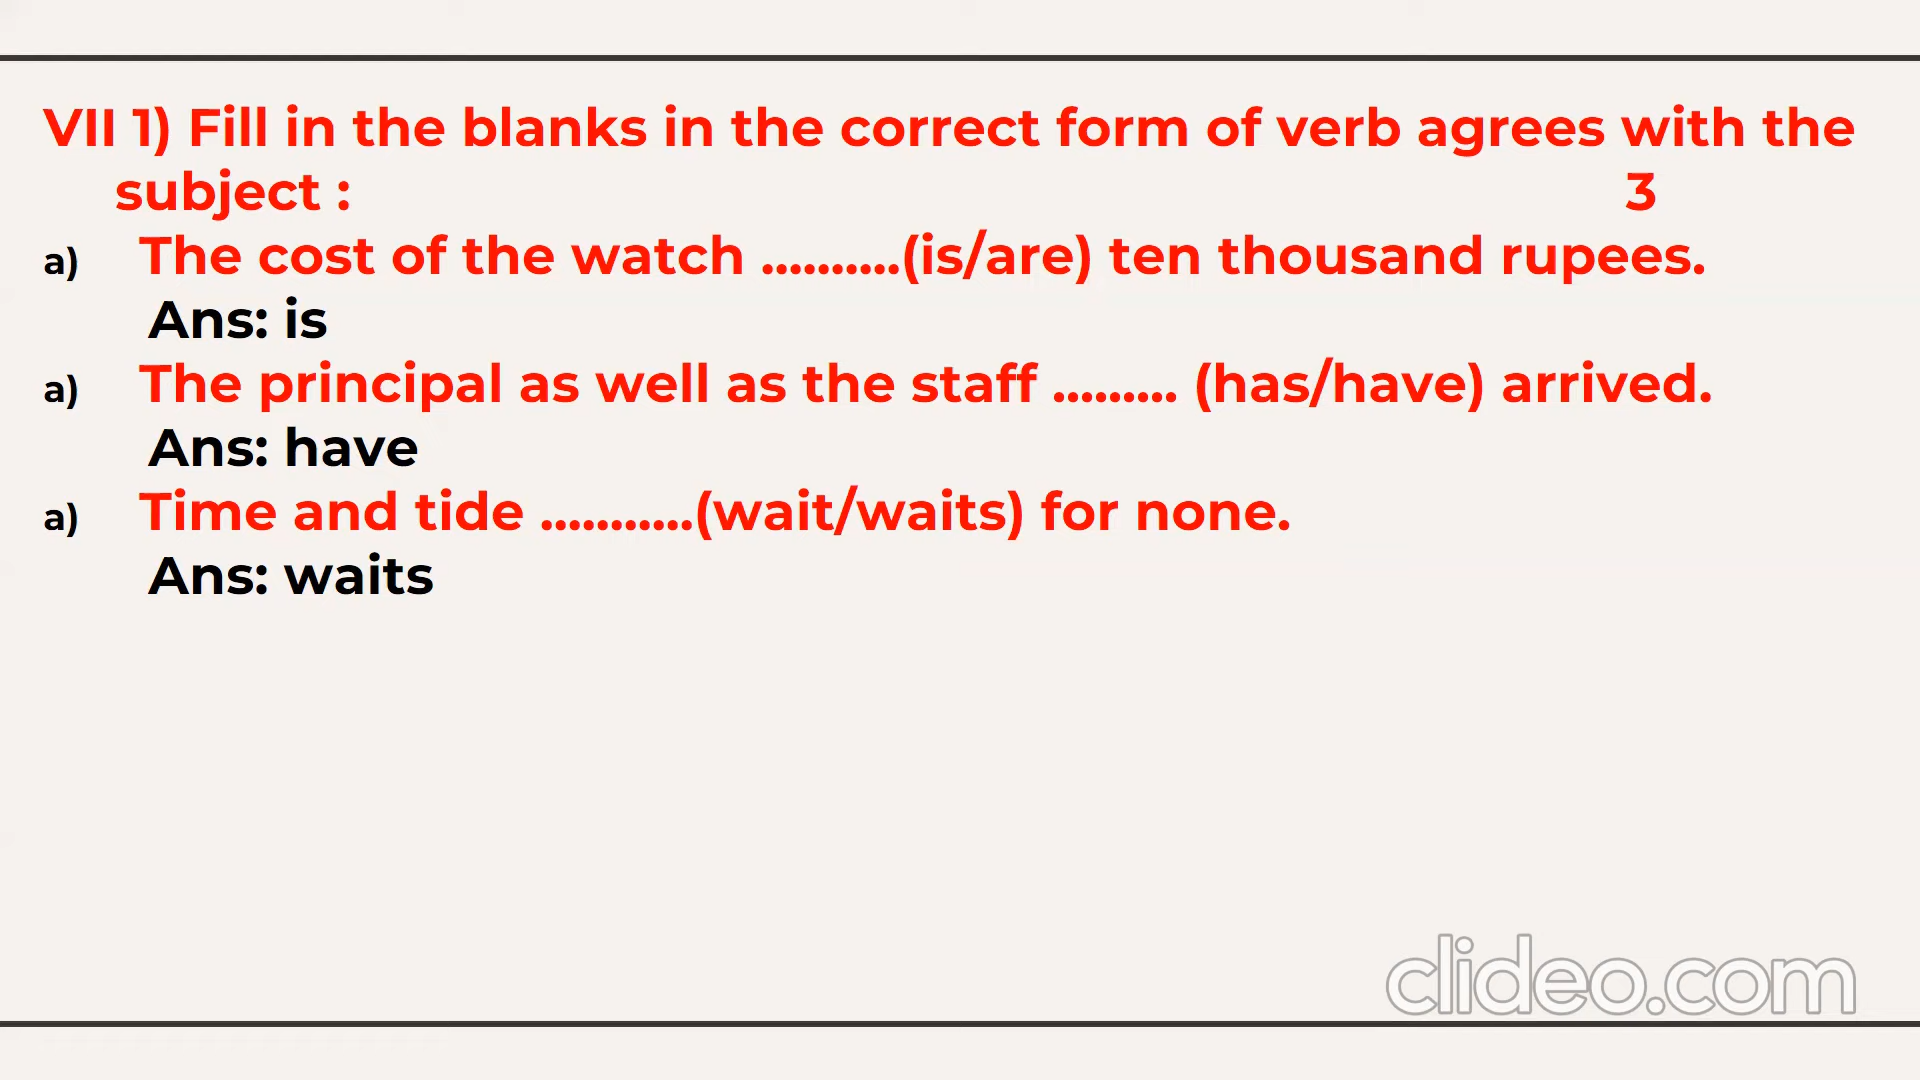 VII 1) Fill in the blanks in the correct form of verb agrees with the
subject : 3
a) The cost of the watch ..........(is/are) ten thousand rupees.
Ans: is
a) The principal as well as the staff ......... (has/have) arrived.
Ans: have
a) Time and tide ...........(wait/waits) for none.
Ans: waits
clideo.com